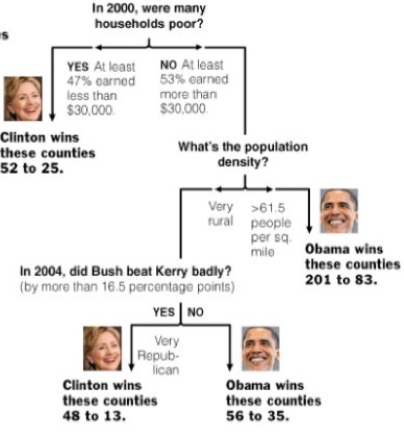 In 2000, were many
households poor?
s
YES At least
47% earned
less than
$30,000.
NO At least
53% earned
more than
$30,000.
Clinton wins
these counties
52 to 25.
What's the population
density?
Very
rural
>61.5
people
per sq.
mile
Obama wins
these counties
201 to 83.
In 2004, did Bush beat Kerry badly?
(by more than 16.5 percentage points)
YES NO
Very
Repub-
lican
Clinton wins
these counties
48 to 13.
Obama wins
these counties
56 to 35.